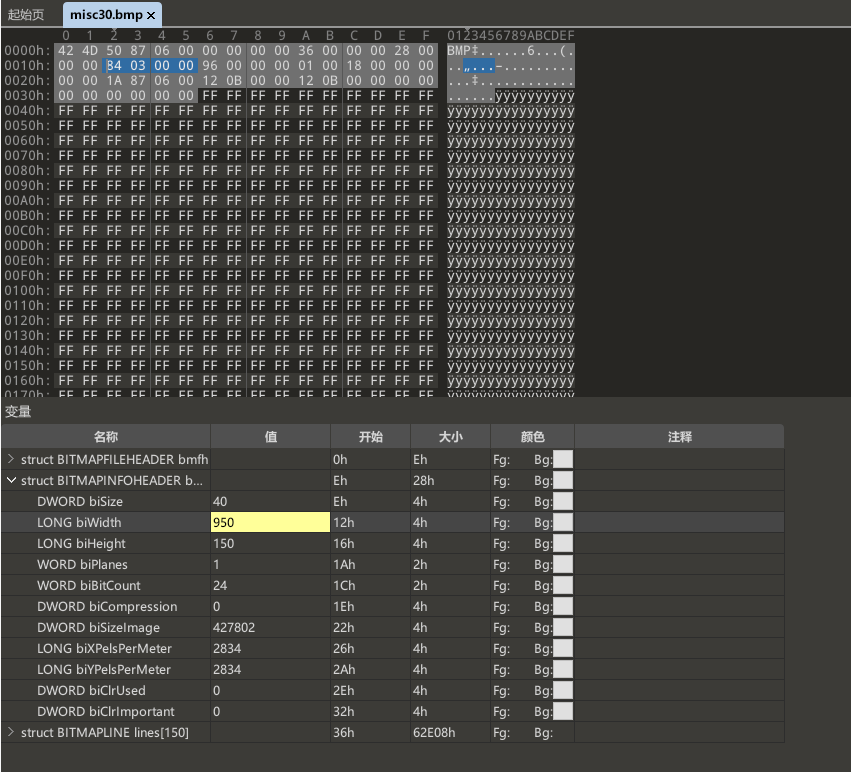 起始页 misc30.bmp ×
0 1 2 3 4 5 6 7 8 9 A B C D E F 0123456789ABCDEF
0000h: 42 4D 50 87 06 00 00 00 00 00 36 00 00 00 28 00 BMP‡......6...(.
0010h: 00 00 84 03 00 00 96 00 00 00 01 00 18 00 00 00 ..„...–.........
0020h: 00 00 1A 87 06 00 12 0B 00 00 12 0B 00 00 00 00 ...‡............
0030h: 00 00 00 00 00 00 FF FF FF FF FF FF FF FF FF FF ......ÿÿÿÿÿÿÿÿÿÿ
0040h: FF FF FF FF FF FF FF FF FF FF FF FF FF FF FF FF ÿÿÿÿÿÿÿÿÿÿÿÿÿÿÿÿ
0050h: FF FF FF FF FF FF FF FF FF FF FF FF FF FF FF FF ÿÿÿÿÿÿÿÿÿÿÿÿÿÿÿÿ
0060h: FF FF FF FF FF FF FF FF FF FF FF FF FF FF FF FF ÿÿÿÿÿÿÿÿÿÿÿÿÿÿÿÿ
0070h: FF FF FF FF FF FF FF FF FF FF FF FF FF FF FF FF ÿÿÿÿÿÿÿÿÿÿÿÿÿÿÿÿ
0080h: FF FF FF FF FF FF FF FF FF FF FF FF FF FF FF FF ÿÿÿÿÿÿÿÿÿÿÿÿÿÿÿÿ
0090h: FF FF FF FF FF FF FF FF FF FF FF FF FF FF FF FF ÿÿÿÿÿÿÿÿÿÿÿÿÿÿÿÿ
00A0h: FF FF FF FF FF FF FF FF FF FF FF FF FF FF FF FF ÿÿÿÿÿÿÿÿÿÿÿÿÿÿÿÿ
00B0h: FF FF FF FF FF FF FF FF FF FF FF FF FF FF FF FF ÿÿÿÿÿÿÿÿÿÿÿÿÿÿÿÿ
00C0h: FF FF FF FF FF FF FF FF FF FF FF FF FF FF FF FF ÿÿÿÿÿÿÿÿÿÿÿÿÿÿÿÿ
00D0h: FF FF FF FF FF FF FF FF FF FF FF FF FF FF FF FF ÿÿÿÿÿÿÿÿÿÿÿÿÿÿÿÿ
00E0h: FF FF FF FF FF FF FF FF FF FF FF FF FF FF FF FF ÿÿÿÿÿÿÿÿÿÿÿÿÿÿÿÿ
00F0h: FF FF FF FF FF FF FF FF FF FF FF FF FF FF FF FF ÿÿÿÿÿÿÿÿÿÿÿÿÿÿÿÿ
0100h: FF FF FF FF FF FF FF FF FF FF FF FF FF FF FF FF ÿÿÿÿÿÿÿÿÿÿÿÿÿÿÿÿ
0110h: FF FF FF FF FF FF FF FF FF FF FF FF FF FF FF FF ÿÿÿÿÿÿÿÿÿÿÿÿÿÿÿÿ
0120h: FF FF FF FF FF FF FF FF FF FF FF FF FF FF FF FF ÿÿÿÿÿÿÿÿÿÿÿÿÿÿÿÿ
0130h: FF FF FF FF FF FF FF FF FF FF FF FF FF FF FF FF ÿÿÿÿÿÿÿÿÿÿÿÿÿÿÿÿ
0140h: FF FF FF FF FF FF FF FF FF FF FF FF FF FF FF FF ÿÿÿÿÿÿÿÿÿÿÿÿÿÿÿÿ
0150h: FF FF FF FF FF FF FF FF FF FF FF FF FF FF FF FF ÿÿÿÿÿÿÿÿÿÿÿÿÿÿÿÿ
0160h: FF FF FF FF FF FF FF FF FF FF FF FF FF FF FF FF ÿÿÿÿÿÿÿÿÿÿÿÿÿÿÿÿ
0170h: FF FF FF FF FF FF FF FF FF FF FF FF FF FF FF FF ÿÿÿÿÿÿÿÿÿÿÿÿÿÿÿÿ
变量
名称 值 开始 大小 颜色 注释
struct BITMAPFILEHEADER bmfh 0h Eh Fg: Bg:
struct BITMAPINFOHEADER b... Eh 28h Fg: Bg:
DWORD biSize 40 Eh 4h Fg: Bg:
LONG biWidth 950 12h 4h Fg: Bg:
LONG biHeight 150 16h 4h Fg: Bg:
WORD biPlanes 1 1Ah 2h Fg: Bg:
WORD biBitCount 24 1Ch 2h Fg: Bg:
DWORD biCompression 0 1Eh 4h Fg: Bg:
DWORD biSizeImage 427802 22h 4h Fg: Bg:
LONG biXPelsPerMeter 2834 26h 4h Fg: Bg:
LONG biYPelsPerMeter 2834 2Ah 4h Fg: Bg:
DWORD biClrUsed 0 2Eh 4h Fg: Bg:
DWORD biClrImportant 0 32h 4h Fg: Bg:
struct BITMAPLINE lines[150] 36h 62E08h Fg: Bg: